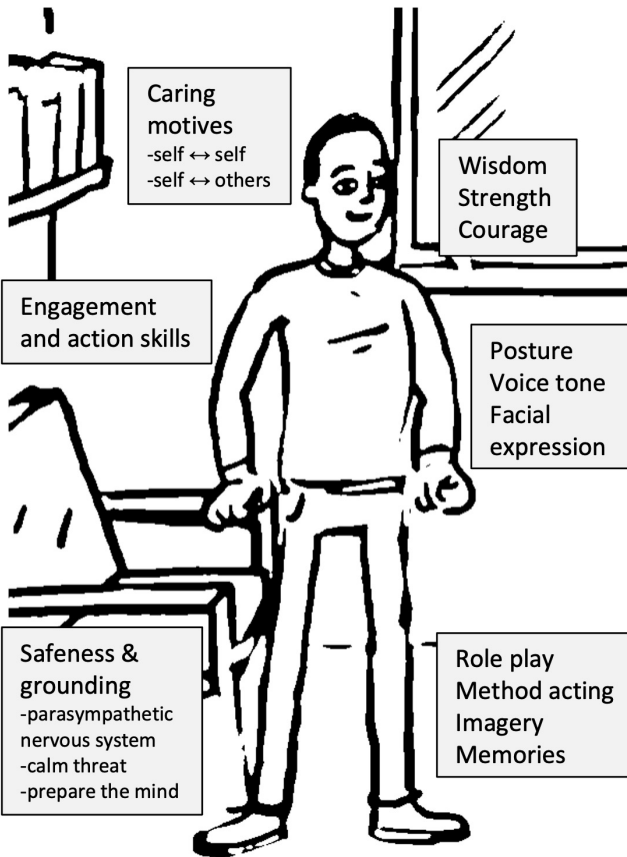 Caring
motives
-self ↔ self
-self ↔ others
Wisdom
Strength
Courage
Engagement
and action skills
Posture
Voice tone
Facial
expression
Safeness &
grounding
-parasympathetic
nervous system
-calm threat
-prepare the mind
Role play
Method acting
Imagery
Memories